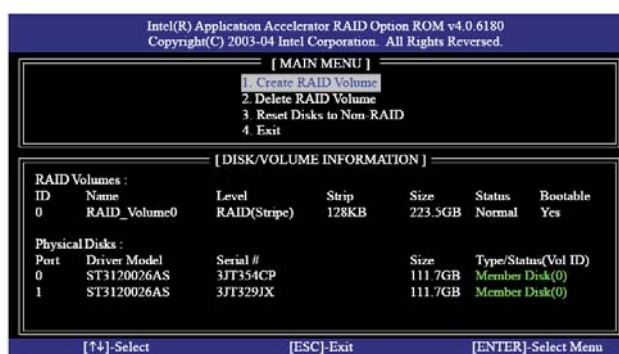 Intel(R) Application Accelerator RAID Option ROM v4.0.6180
Copyright(C) 2003-04 Intel Corporation. All Rights Reversed.
[ MAIN MENU ]
1. Create RAID Volume
2. Delete RAID Volume
3. Reset Disks to Non-RAID
4. Exit
[ DISK/VOLUME INFORMATION ]
RAID Volumes :
ID Name Level Strip Size Status Bootable
0 RAID_Volume0 RAID(Stripe) 128KB 223.5GB Normal Yes
Physical Disks :
Port Driver Model Serial # Size Type/Status(Vol ID)
0 ST3120026AS 3JT354CP 111.7GB Member Disk(0)
1 ST3120026AS 3JT329JX 111.7GB Member Disk(0)
[↑↓]-Select [ESC]-Exit [ENTER]-Select Menu